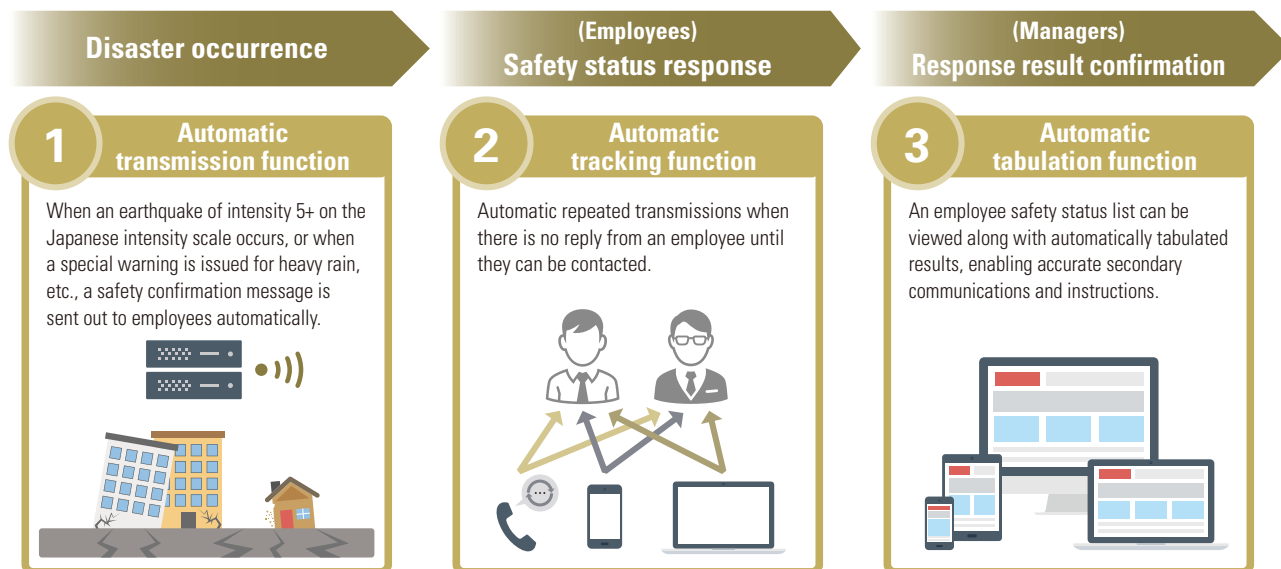 Disaster occurrence
(Employees)
Safety status response
(Managers)
Response result confirmation
1
Automatic
transmission function
When an earthquake of intensity 5+ on the
Japanese intensity scale occurs, or when
a special warning is issued for heavy rain,
etc., a safety confirmation message is
sent out to employees automatically.
2
Automatic
tracking function
Automatic repeated transmissions when
there is no reply from an employee until
they can be contacted.
3
Automatic
tabulation function
An employee safety status list can be
viewed along with automatically tabulated
results, enabling accurate secondary
communications and instructions.